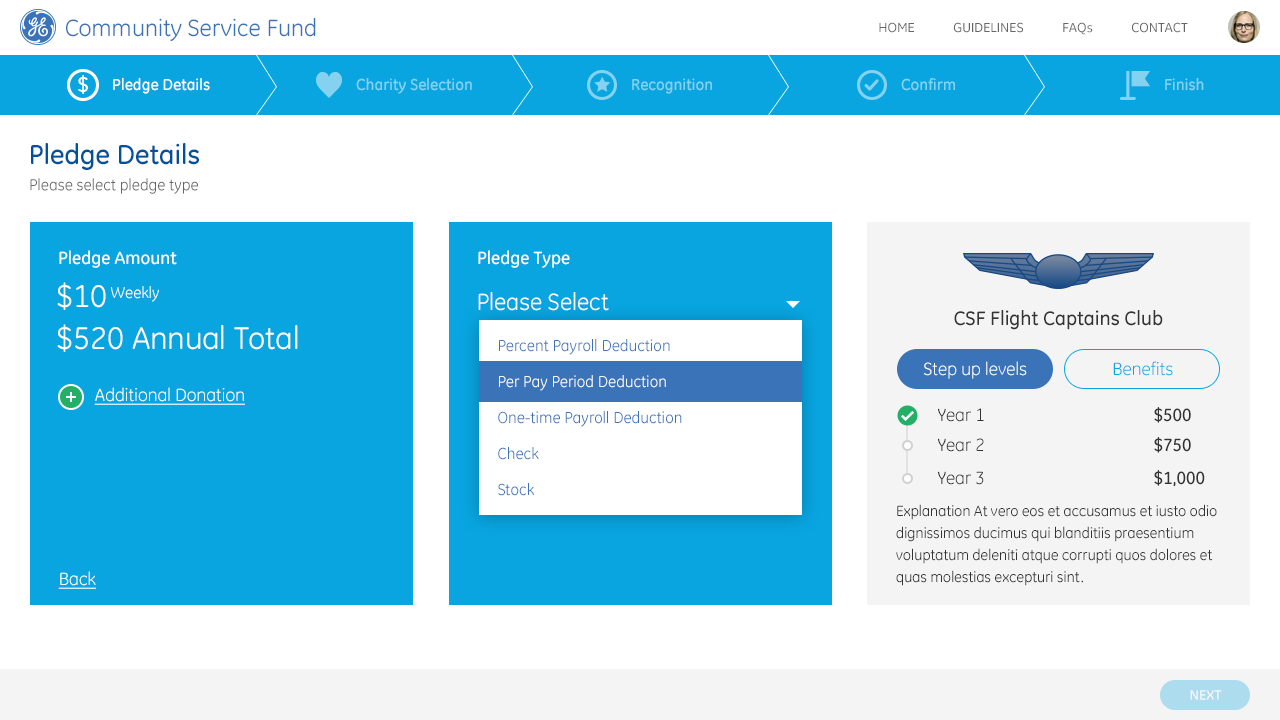 GE Community Service Fund
HOME GUIDELINES FAQs CONTACT
$ Pledge Details Charity Selection Recognition Confirm Finish
Pledge Details
Please select pledge type
Pledge Amount
$10 Weekly
$520 Annual Total
Additional Donation
Back
Pledge Type
Please Select
Percent Payroll Deduction
Per Pay Period Deduction
One-time Payroll Deduction
Check
Stock
CSF Flight Captains Club
Step up levels Benefits
Year 1 $500
Year 2 $750
Year 3 $1,000
Explanation At vero eos et accusamus et iusto odio
dignissimos ducimus qui blanditiis praesentium
voluptatum deleniti atque corrupti quos dolores et
quas molestias excepturi sint.
NEXT